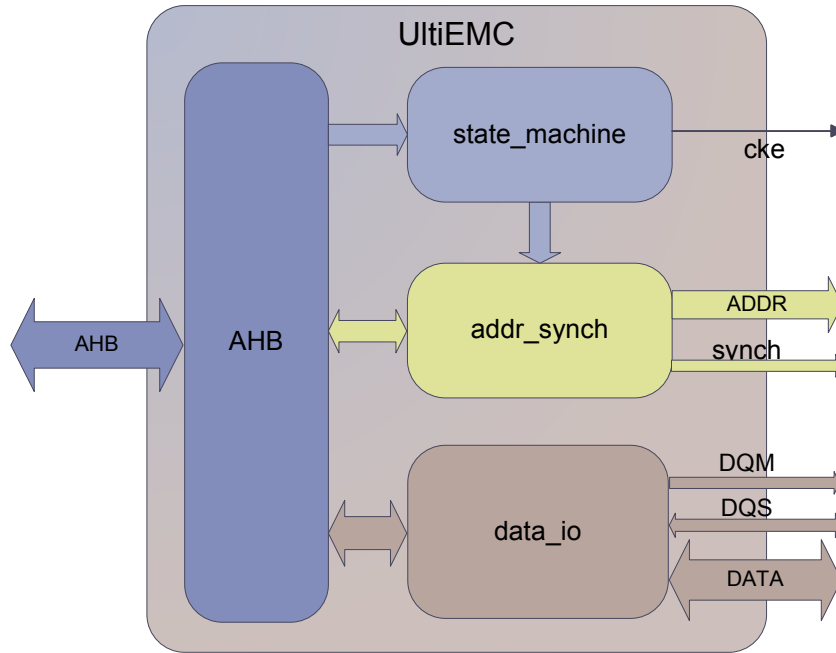 UltiEMC
state_machine
cke
AHB
AHB
addr_synch
ADDR
synch
data_io
DQM
DQS
DATA